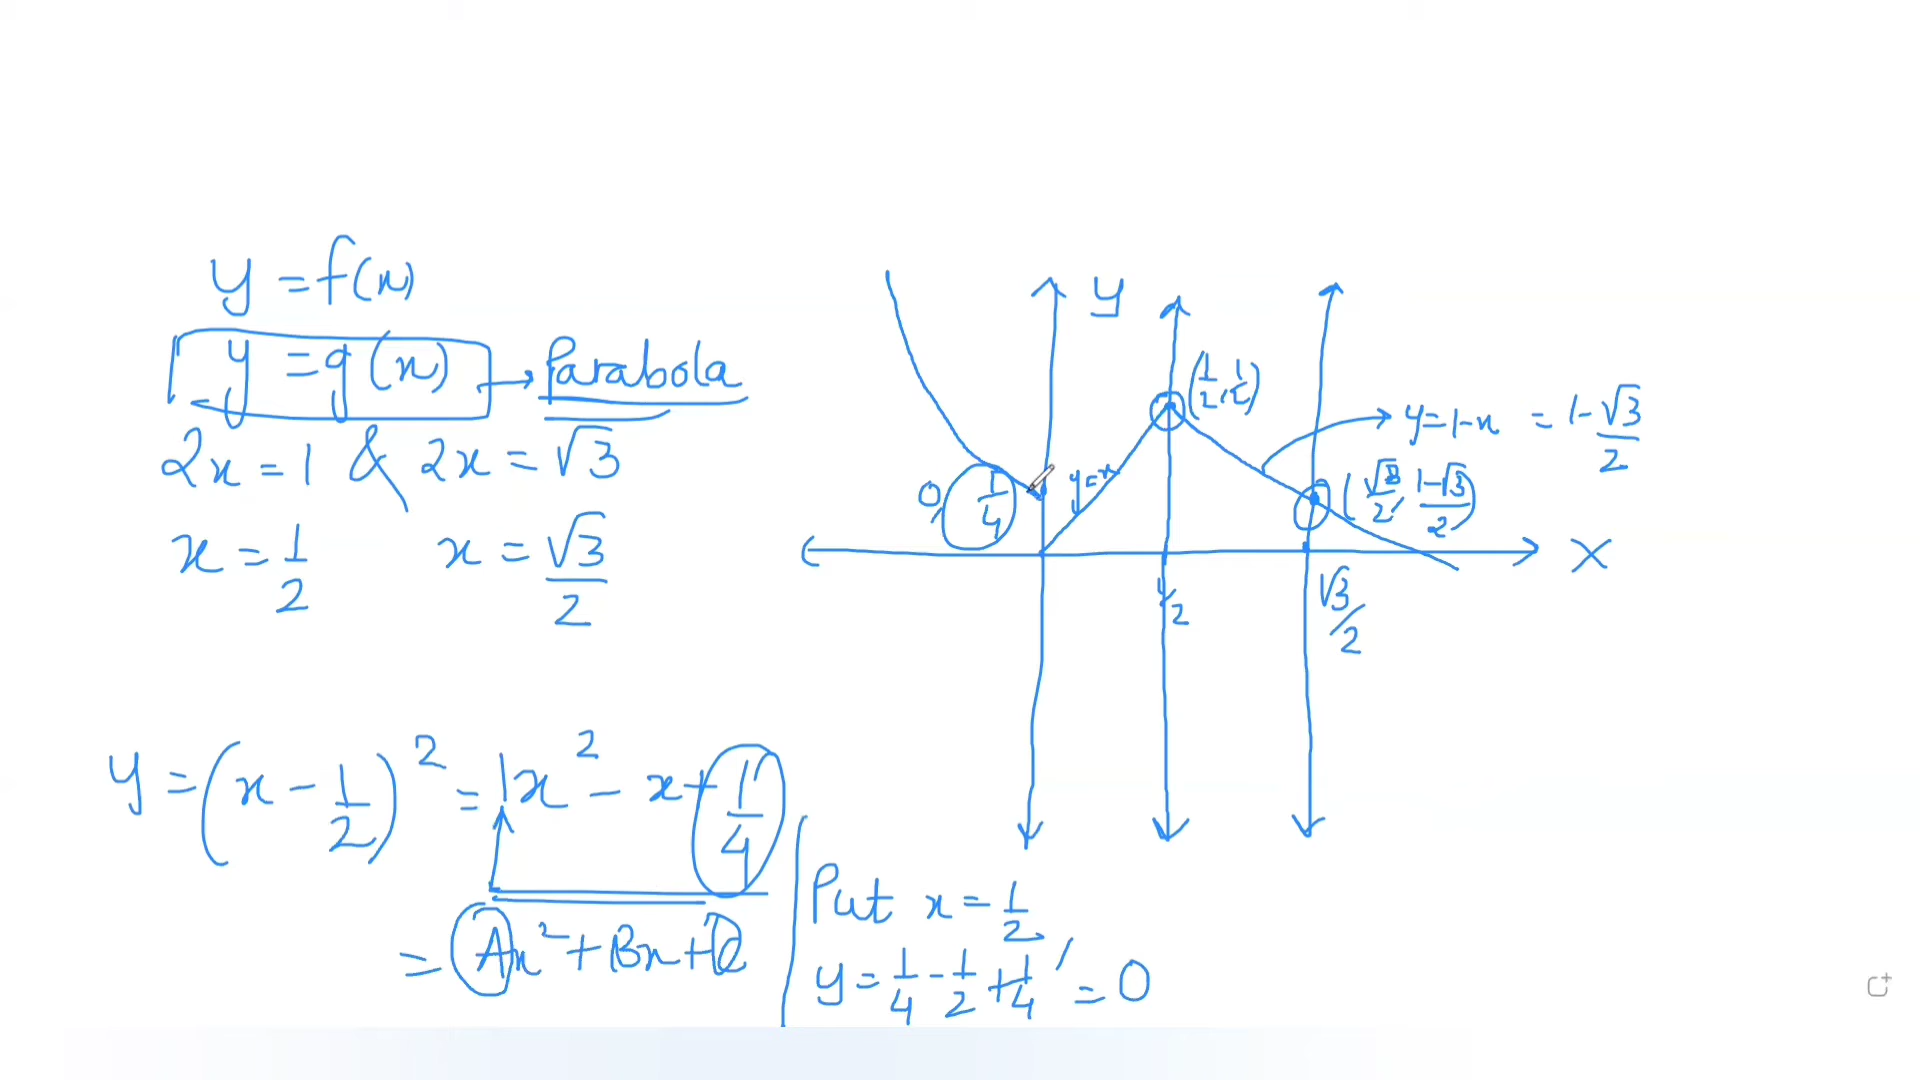 y = f(x)
y = g(x) → Parabola
2x = 1 & 2x = √3
x = 1/2 x = √3/2
y = (x - 1/2)² = 1x² - x + 1/4
= Ax² + Bx + C
Put x = 1/2
y = 1/4 - 1/2 + 1/4 = 0
Y
(1/2, 1/2)
y = 1-x = 1-√3/2
0, 1/4
y=x
(√3/2, 1-√3/2)
X
1/2
√3/2